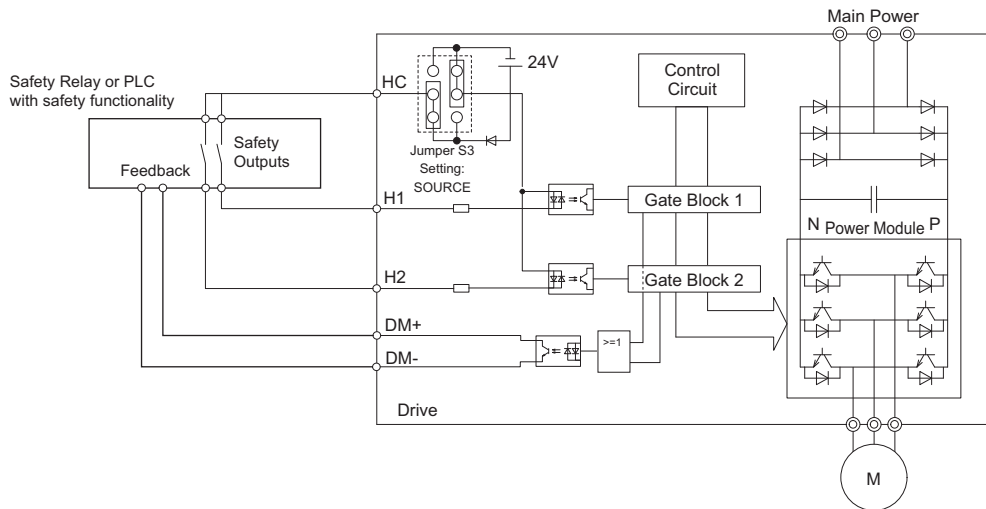 Main Power
Safety Relay or PLC
with safety functionality
HC
24V
Control
Circuit
Safety
Outputs
Feedback
Jumper S3
Setting:
SOURCE
H1
Gate Block 1
N
P
Power Module
H2
Gate Block 2
DM+
>=1
DM-
Drive
M